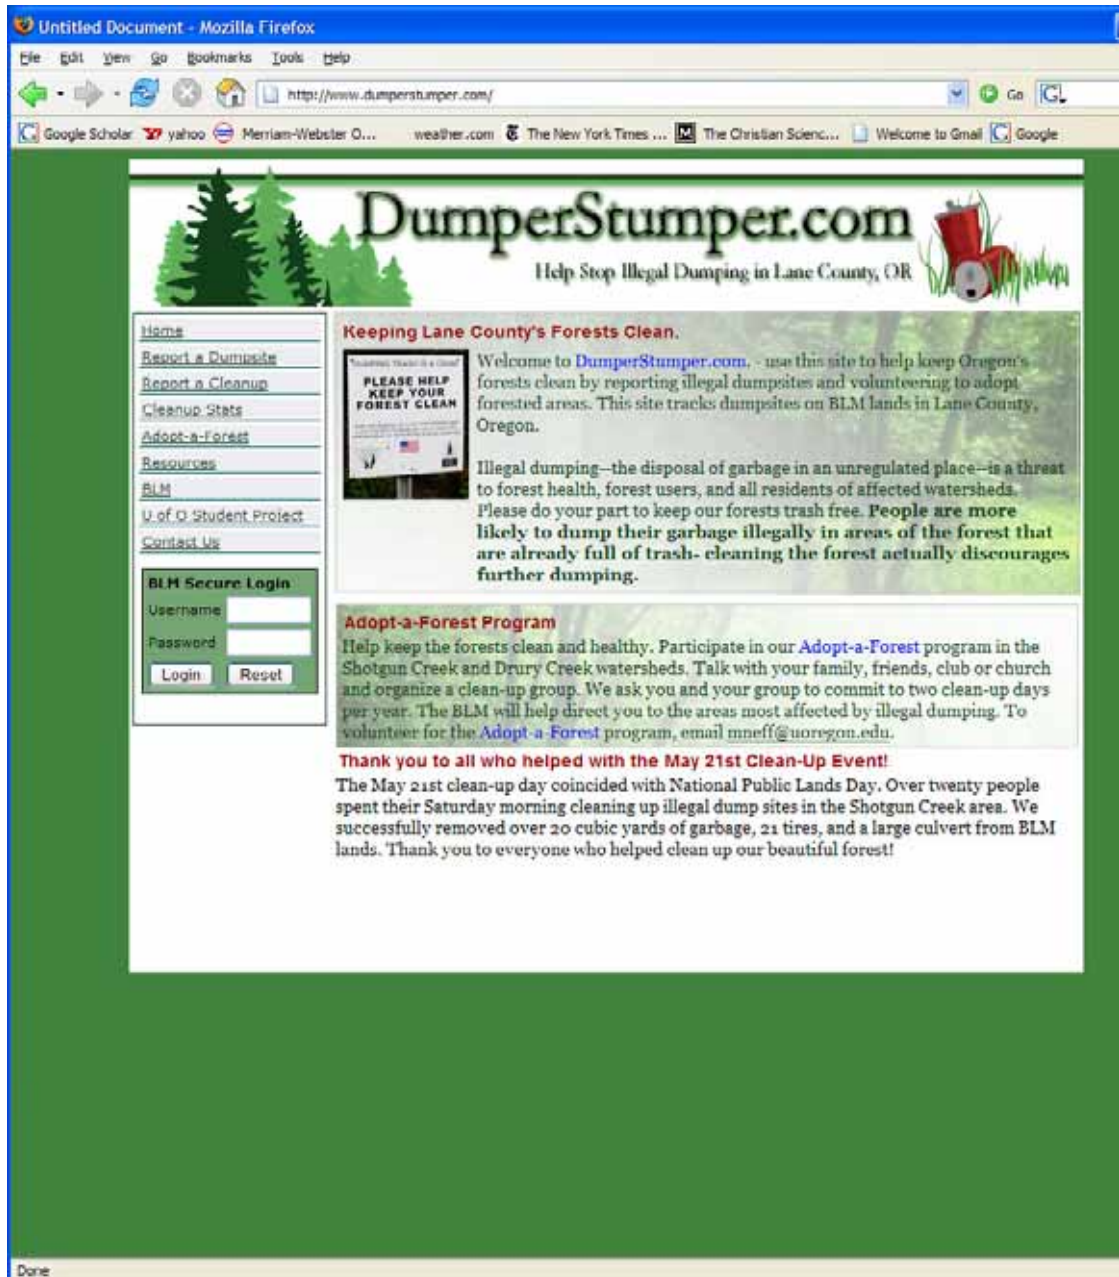 Untitled Document - Mozilla Firefox
File Edit View Go Bookmarks Tools Help
http://www.dumperstumper.com/ Go
Google Scholar yahoo Merriam-Webster O... weather.com The New York Times ... The Christian Scienc... Welcome to Gmail Google
DumperStumper.com
Help Stop Illegal Dumping in Lane County, OR
Home
Report a Dumpsite
Report a Cleanup
Cleanup Stats
Adopt-a-Forest
Resources
BLM
U of O Student Project
Contact Us
BLM Secure Login
Username
Password
Login Reset
Keeping Lane County's Forests Clean.
PLEASE HELP
KEEP YOUR
FOREST CLEAN
Welcome to DumperStumper.com. - use this site to help keep Oregon's
forests clean by reporting illegal dumpsites and volunteering to adopt
forested areas. This site tracks dumpsites on BLM lands in Lane County,
Oregon.
Illegal dumping--the disposal of garbage in an unregulated place--is a threat
to forest health, forest users, and all residents of affected watersheds.
Please do your part to keep our forests trash free. People are more
likely to dump their garbage illegally in areas of the forest that
are already full of trash- cleaning the forest actually discourages
further dumping.
Adopt-a-Forest Program
Help keep the forests clean and healthy. Participate in our Adopt-a-Forest program in the
Shotgun Creek and Drury Creek watersheds. Talk with your family, friends, club or church
and organize a clean-up group. We ask you and your group to commit to two clean-up days
per year. The BLM will help direct you to the areas most affected by illegal dumping. To
volunteer for the Adopt-a-Forest program, email mneff@uoregon.edu.
Thank you to all who helped with the May 21st Clean-Up Event!
The May 21st clean-up day coincided with National Public Lands Day. Over twenty people
spent their Saturday morning cleaning up illegal dump sites in the Shotgun Creek area. We
successfully removed over 20 cubic yards of garbage, 21 tires, and a large culvert from BLM
lands. Thank you to everyone who helped clean up our beautiful forest!
Done